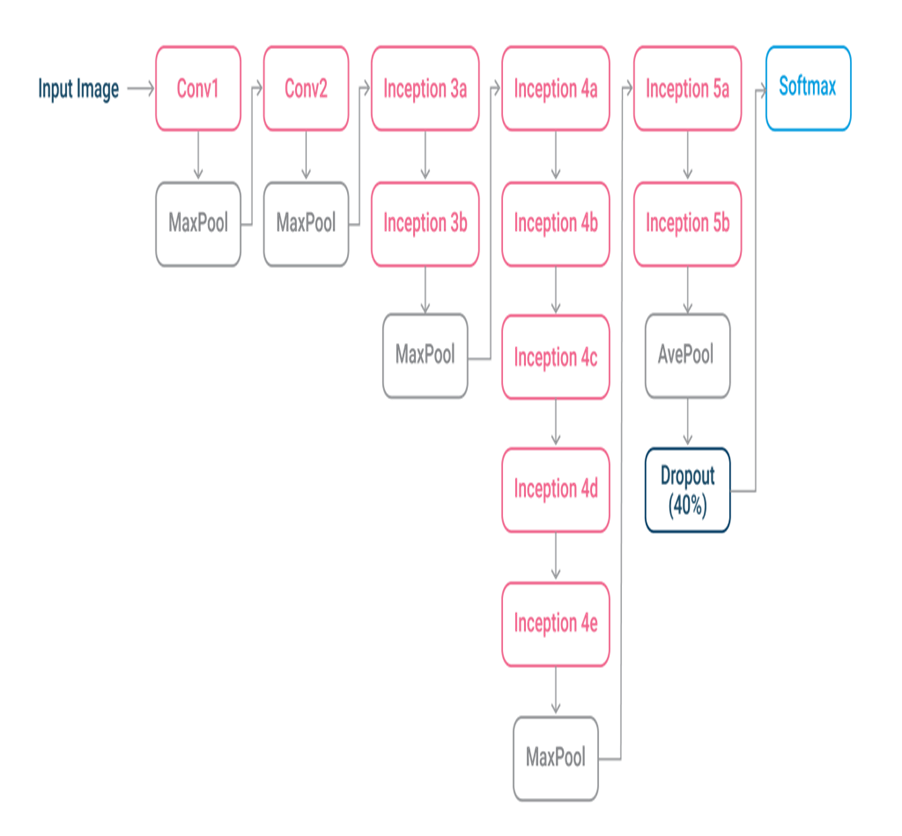 Input Image
Conv1
MaxPool
Conv2
MaxPool
Inception 3a
Inception 3b
MaxPool
Inception 4a
Inception 4b
Inception 4c
Inception 4d
Inception 4e
MaxPool
Inception 5a
Inception 5b
AvePool
Dropout
(40%)
Softmax